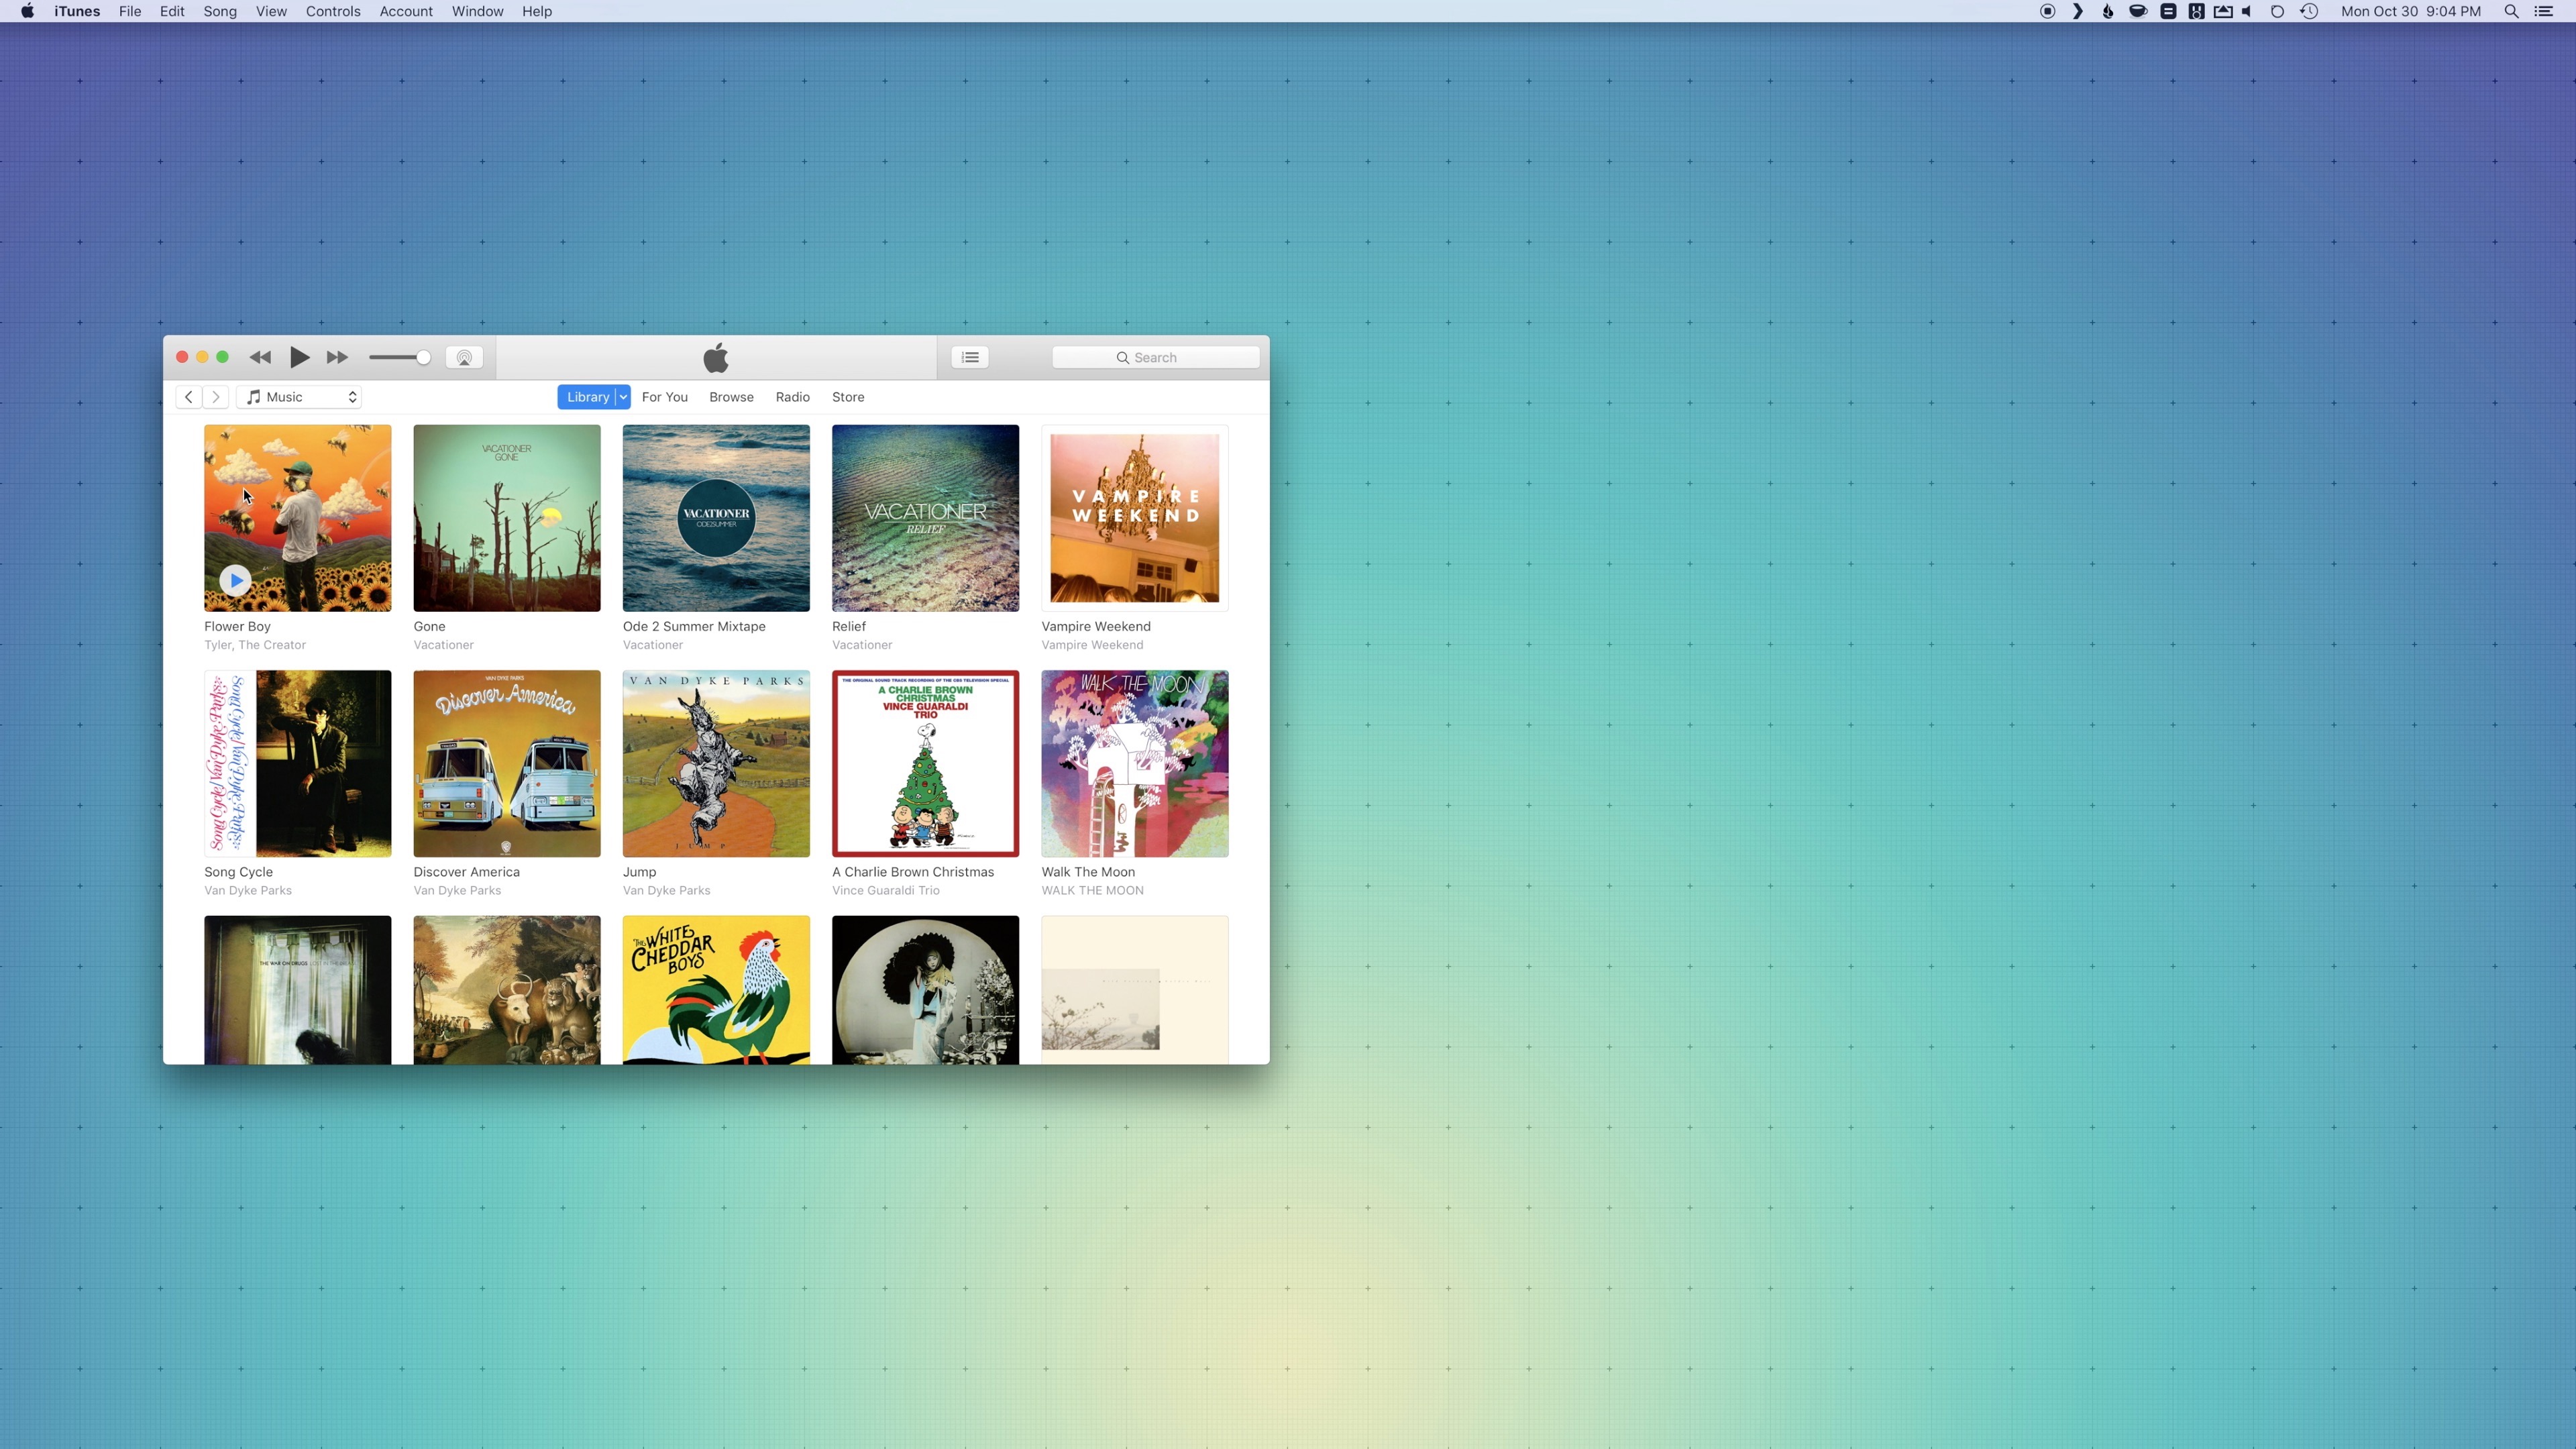 iTunes File Edit Song View Controls Account Window Help
Mon Oct 30 9:04 PM
Search
Music
Library For You Browse Radio Store
VACATIONER
GONE
VACATIONER
ODE2SUMMER
VACATIONER
RELIEF
VAMPIRE
WEEKEND
Flower Boy
Tyler, The Creator
Gone
Vacationer
Ode 2 Summer Mixtape
Vacationer
Relief
Vacationer
Vampire Weekend
Vampire Weekend
Song Cycle Van Dyke Parks
Song Cycle Van Dyke Parks
VAN DYKE PARKS
Discover America
VAN DYKE PARKS
JUMP
THE ORIGINAL SOUND TRACK RECORDING OF THE CBS TELEVISION SPECIAL
A CHARLIE BROWN
CHRISTMAS
VINCE GUARALDI
TRIO
WALK THE MOON
Song Cycle
Van Dyke Parks
Discover America
Van Dyke Parks
Jump
Van Dyke Parks
A Charlie Brown Christmas
Vince Guaraldi Trio
Walk The Moon
WALK THE MOON
THE WAR ON DRUGS
THE WHITE
CHEDDAR
BOYS